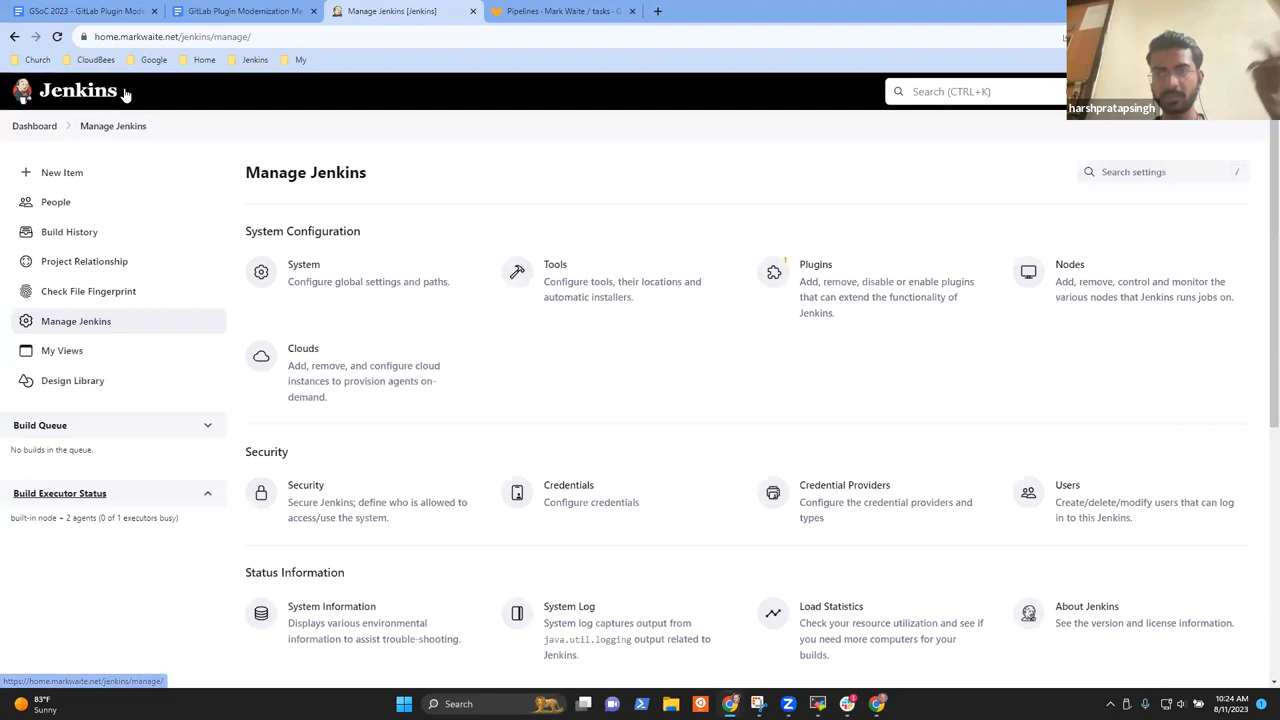 GSoC 2023 - GitLab Plugin Mod
GitLab Plugin Modernization Me
Manage Jenkins [Jenkins]
Pipelines · Mark Waite / tasks · G
home.markwaite.net/jenkins/manage/
Church
CloudBees
Google
Home
Jenkins
My
Jenkins
Search (CTRL+K)
harshpratapsingh
Dashboard
Manage Jenkins
New Item
People
Build History
Project Relationship
Check File Fingerprint
Manage Jenkins
My Views
Design Library
Build Queue
No builds in the queue.
Build Executor Status
built-in node + 2 agents (0 of 1 executors busy)
Manage Jenkins
Search settings
/
System Configuration
System
Configure global settings and paths.
Tools
Configure tools, their locations and
automatic installers.
1
Plugins
Add, remove, disable or enable plugins
that can extend the functionality of
Jenkins.
Nodes
Add, remove, control and monitor the
various nodes that Jenkins runs jobs on.
Clouds
Add, remove, and configure cloud
instances to provision agents on-
demand.
Security
Security
Secure Jenkins; define who is allowed to
access/use the system.
Credentials
Configure credentials
Credential Providers
Configure the credential providers and
types
Users
Create/delete/modify users that can log
in to this Jenkins.
Status Information
System Information
Displays various environmental
information to assist trouble-shooting.
System Log
System log captures output from
java.util.logging output related to
Jenkins.
Load Statistics
Check your resource utilization and see if
you need more computers for your
builds.
About Jenkins
See the version and license information.
https://home.markwaite.net/jenkins/manage/
83°F
Sunny
Search
10:24 AM
8/11/2023